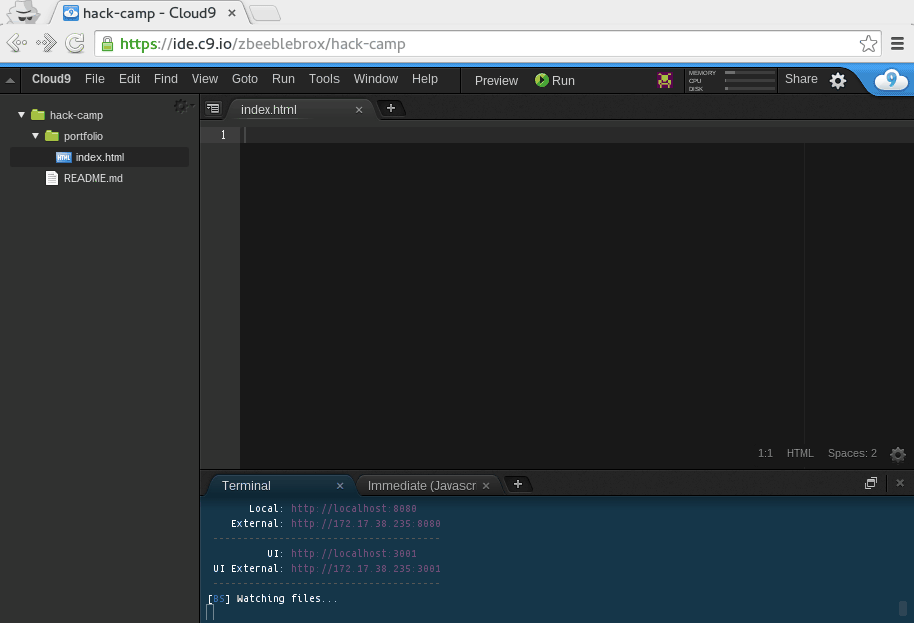 hack-camp - Cloud9 ×
https://ide.c9.io/zbeeblebrox/hack-camp
Cloud9 File Edit Find View Goto Run Tools Window Help Preview Run MEMORY CPU DISK Share 9
hack-camp
portfolio
HTML index.html
README.md
index.html × +
1
1:1 HTML Spaces: 2
Terminal × Immediate (Javascr × +
Local: http://localhost:8080
External: http://172.17.38.235:8080
-------------------------------------
UI: http://localhost:3001
UI External: http://172.17.38.235:3001
-------------------------------------
[BS] Watching files...